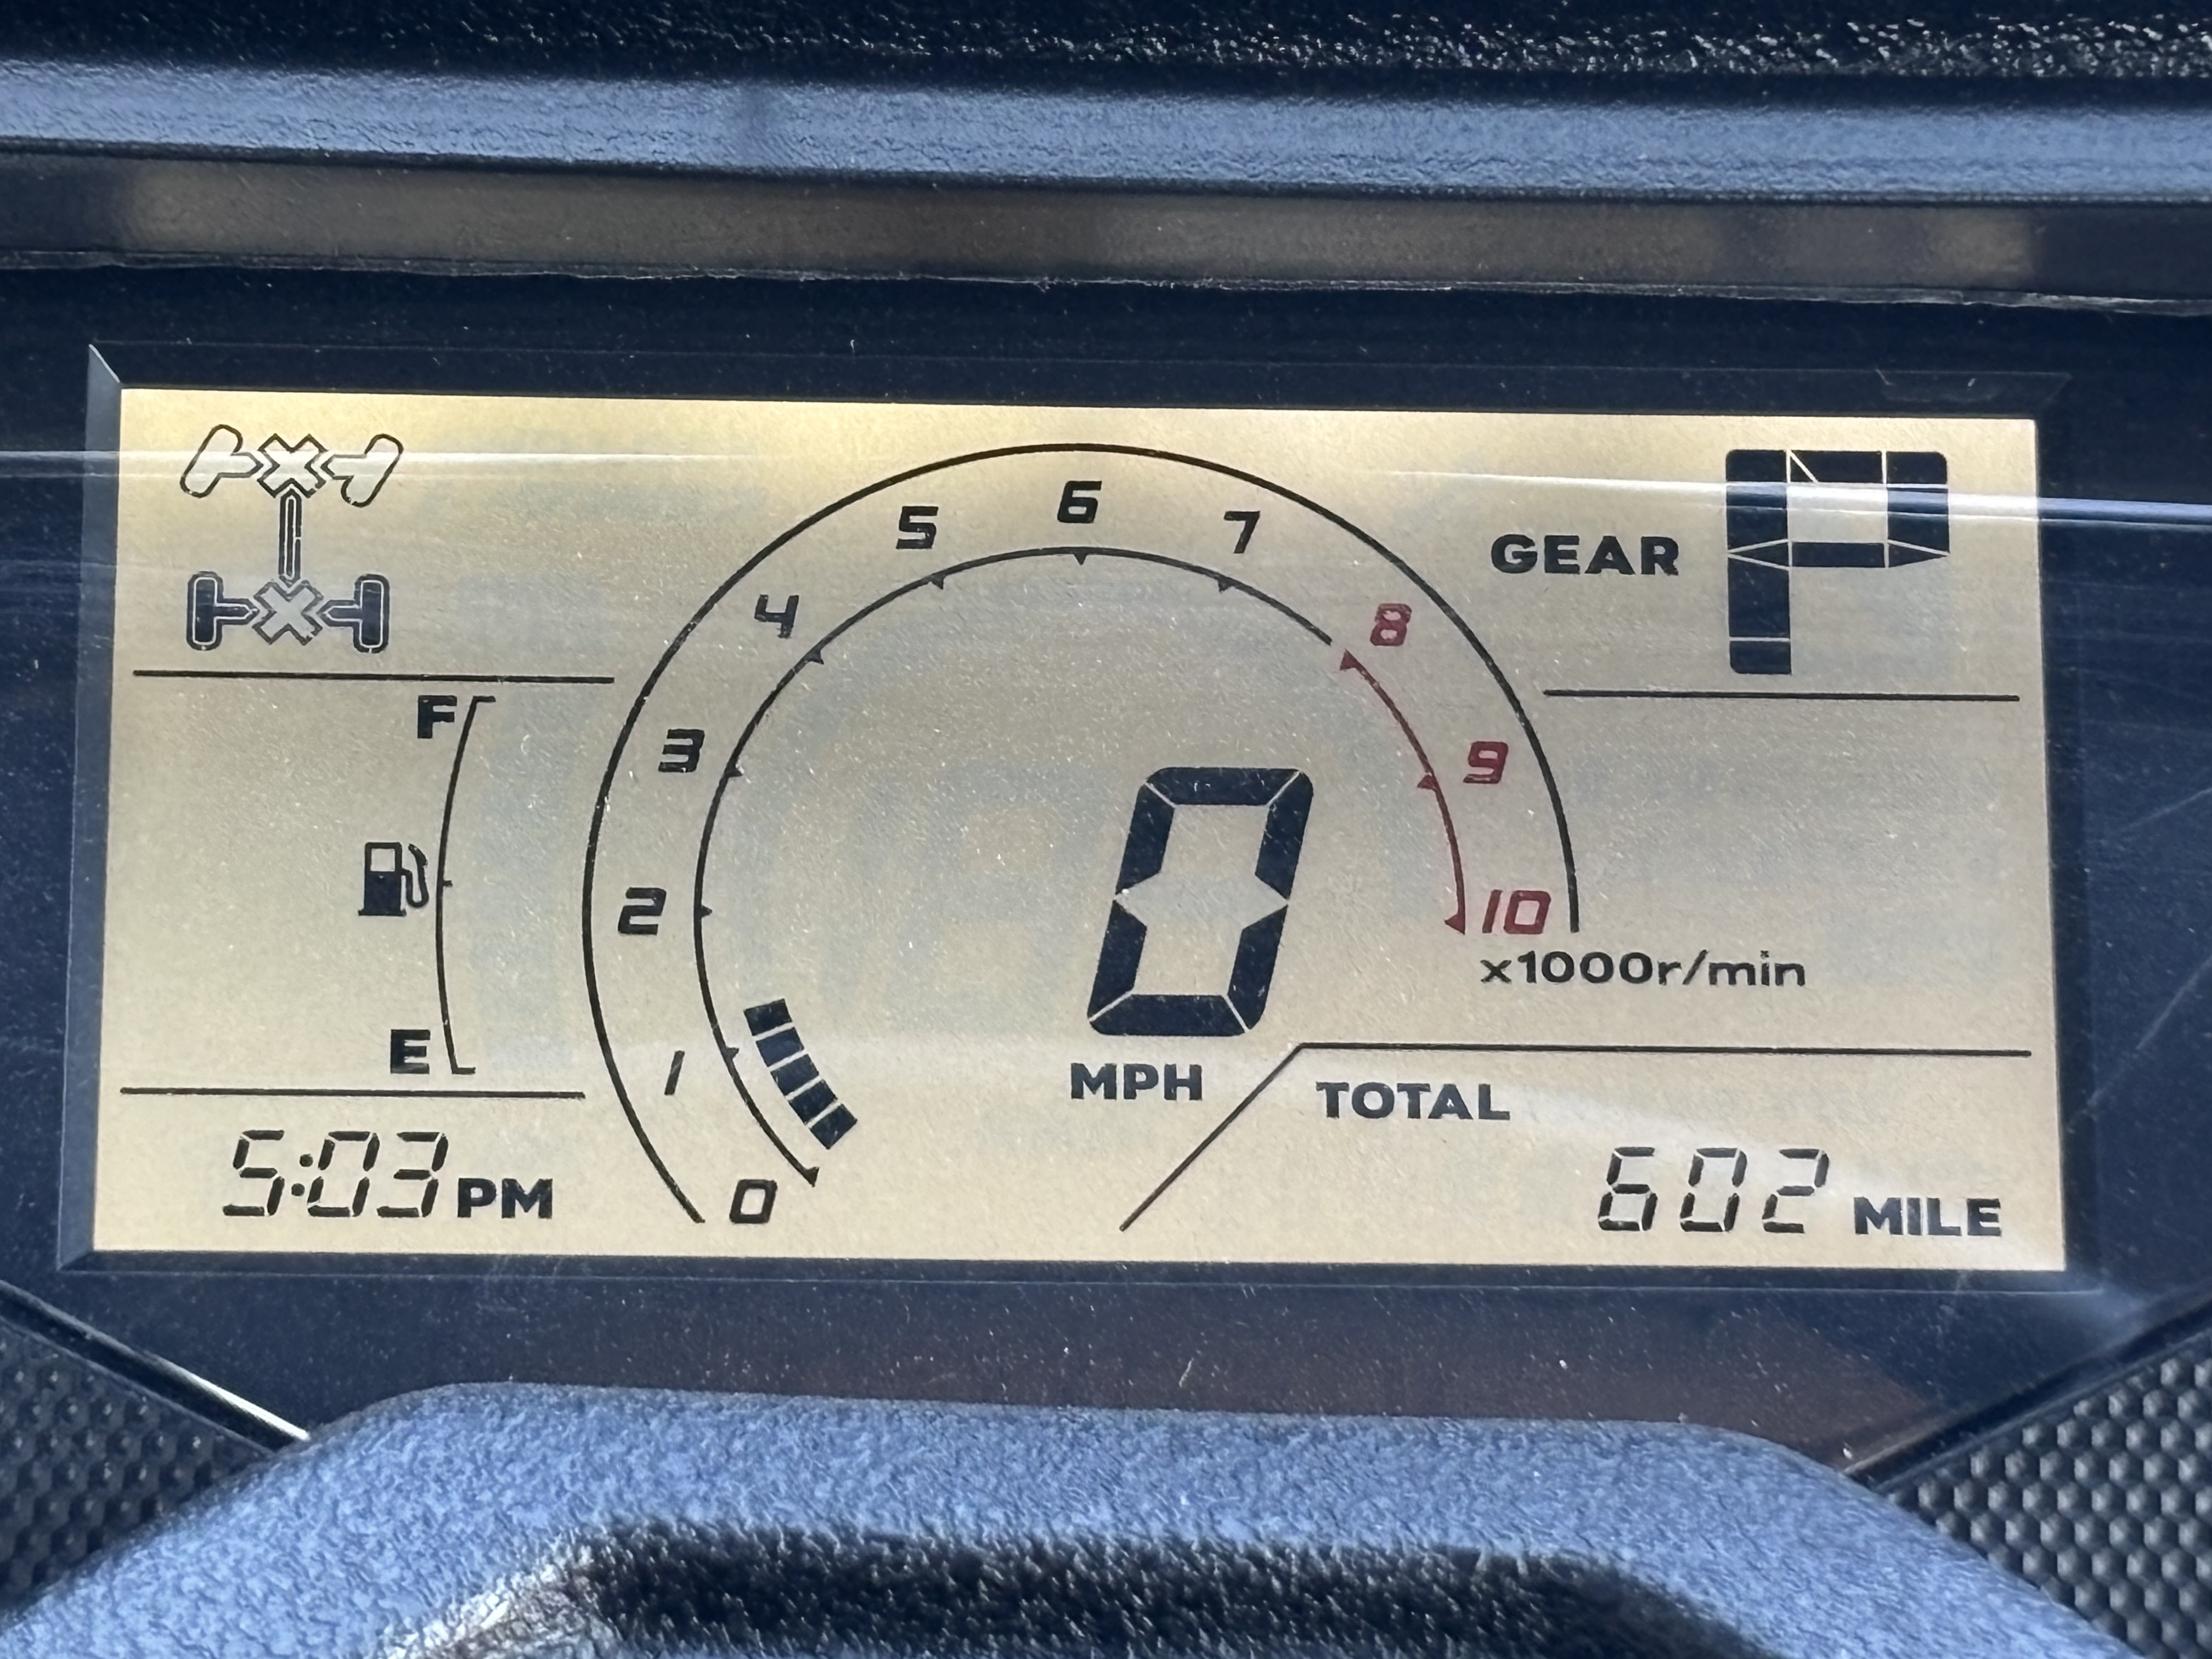 GEAR P
F
E
0
1
2
3
4
5
6
7
8
9
10
x1000r/min
0
MPH
TOTAL
5:03 PM
602 MILE